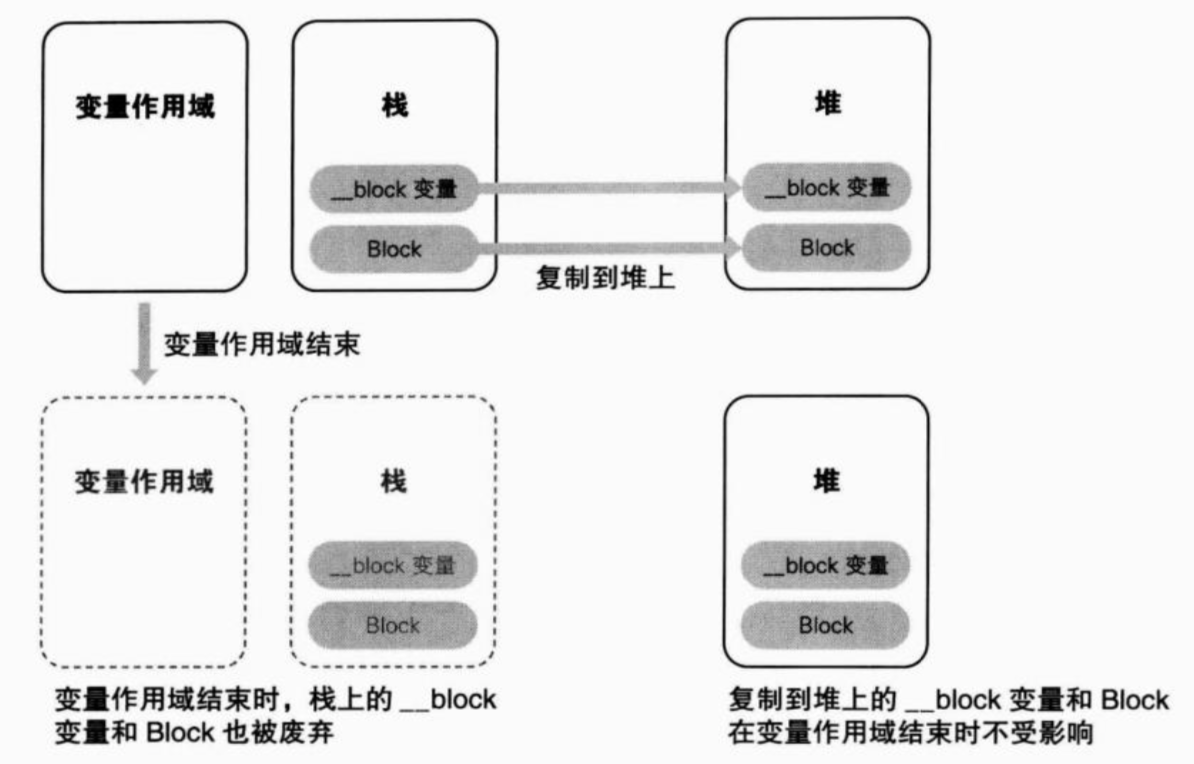 变量作用域
栈
堆
__block 变量
__block 变量
Block
Block
复制到堆上
变量作用域结束
变量作用域
栈
堆
__block 变量
__block 变量
Block
Block
变量作用域结束时，栈上的 __block
变量和 Block 也被废弃
复制到堆上的 __block 变量和 Block
在变量作用域结束时不受影响